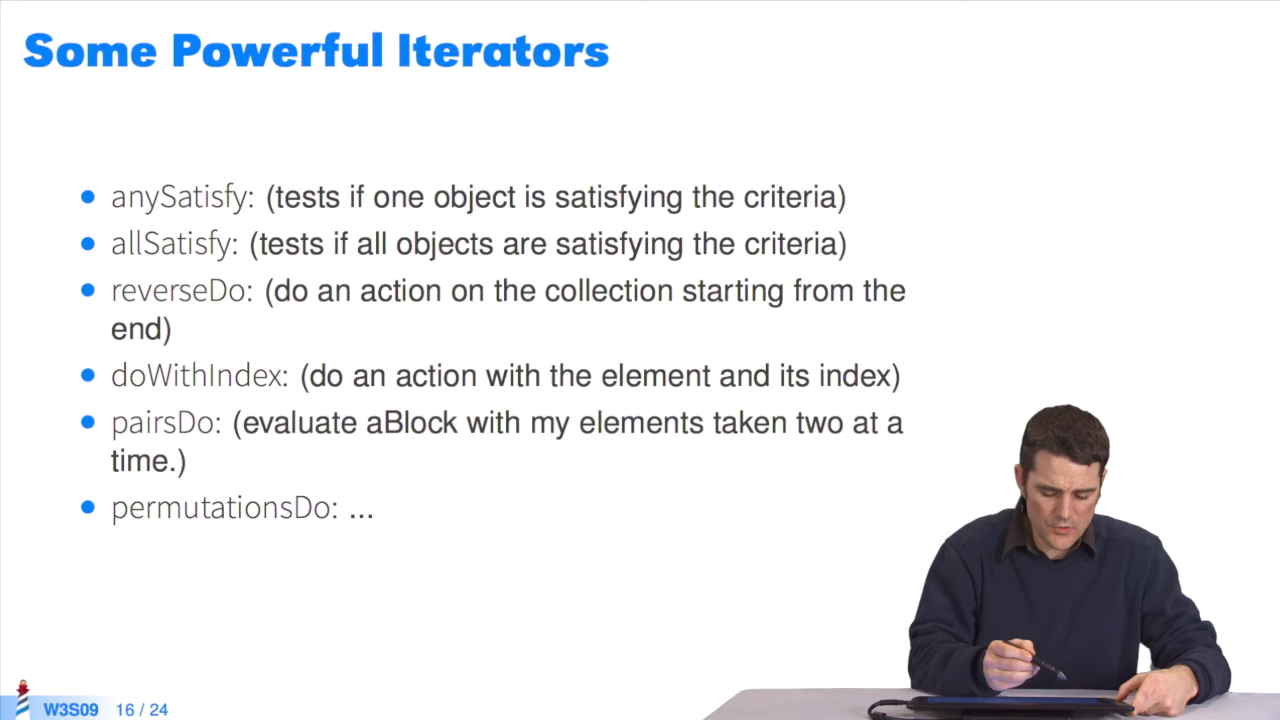 Some Powerful Iterators
• anySatisfy: (tests if one object is satisfying the criteria)
• allSatisfy: (tests if all objects are satisfying the criteria)
• reverseDo: (do an action on the collection starting from the
end)
• doWithIndex: (do an action with the element and its index)
• pairsDo: (evaluate aBlock with my elements taken two at a
time.)
• permutationsDo: ...
W3S09 16 / 24